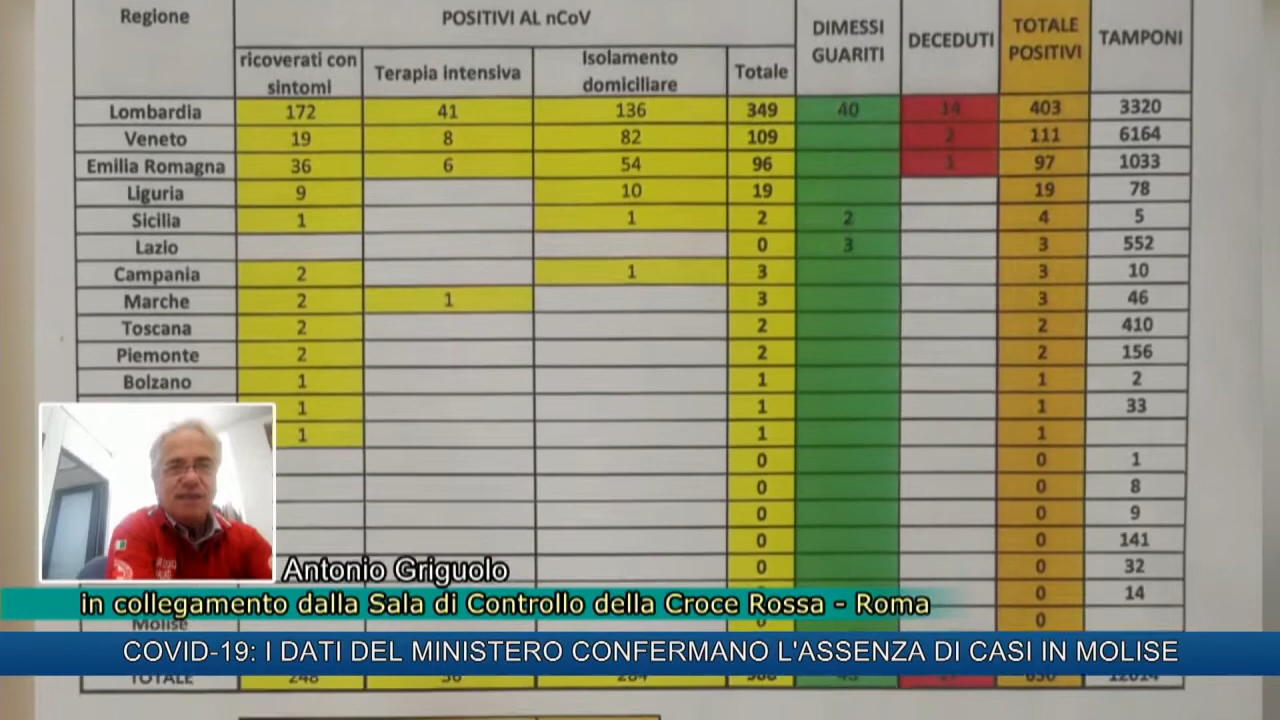 Regione POSITIVI AL nCoV DIMESSI GUARITI DECEDUTI TOTALE POSITIVI TAMPONI
ricoverati con sintomi Terapia intensiva Isolamento domiciliare Totale
Lombardia 172 41 136 349 40 14 403 3320
Veneto 19 8 82 109 2 111 6164
Emilia Romagna 36 6 54 96 1 97 1033
Liguria 9 10 19 19 78
Sicilia 1 1 2 2 4 5
Lazio 0 3 3 552
Campania 2 1 3 3 10
Marche 2 1 3 3 46
Toscana 2 2 2 410
Piemonte 2 2 2 156
Bolzano 1 1 1 2
1 1 1 33
1 1 1
0 0 1
0 0 8
0 0 9
0 0 141
0 0 32
0 14
Antonio Griguolo
in collegamento dalla Sala di Controllo della Croce Rossa - Roma
Molise 0 0
COVID-19: I DATI DEL MINISTERO CONFERMANO L'ASSENZA DI CASI IN MOLISE
TOTALE